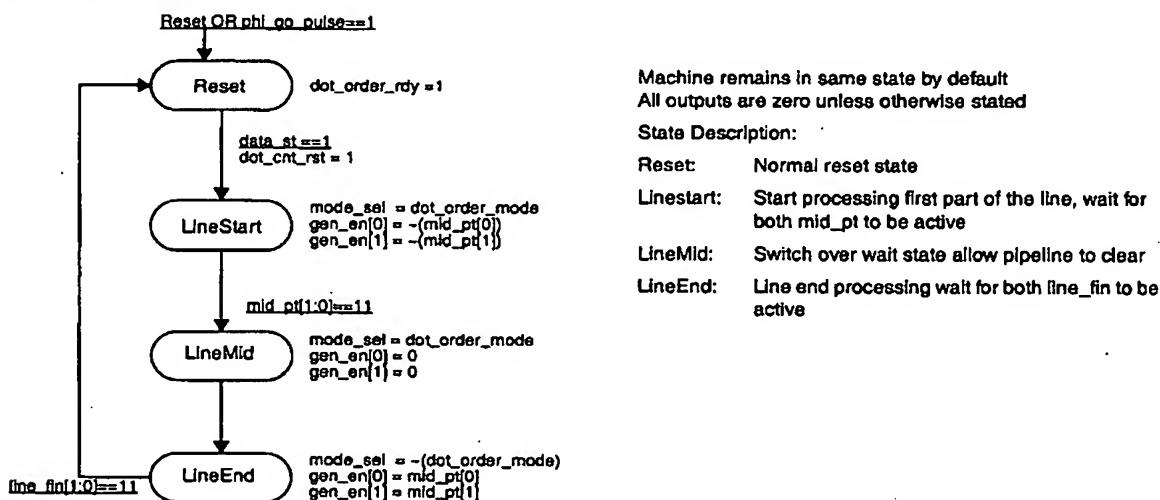 Reset OR phi_go_pulse==1
Reset
dot_order_rdy =1
data_st ==1
dot_cnt_rst = 1
LineStart
mode_sel = dot_order_mode
gen_en[0] = ~(mid_pt[0])
gen_en[1] = ~(mid_pt[1])
mid_pt[1:0]==11
LineMid
mode_sel = dot_order_mode
gen_en[0] = 0
gen_en[1] = 0
LineEnd
mode_sel = ~(dot_order_mode)
gen_en[0] = mid_pt[0]
gen_en[1] = mid_pt[1]
line_fin[1:0]==11
Machine remains in same state by default
All outputs are zero unless otherwise stated
State Description:
Reset: Normal reset state
Linestart: Start processing first part of the line, wait for
both mid_pt to be active
LineMid: Switch over wait state allow pipeline to clear
LineEnd: Line end processing wait for both line_fin to be
active